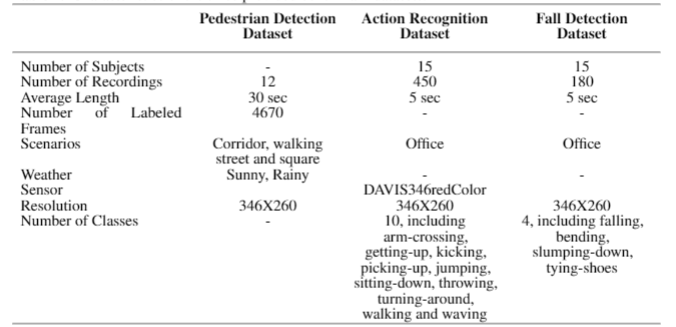 Pedestrian Detection Action Recognition Fall Detection
Dataset Dataset Dataset
Number of Subjects - 15 15
Number of Recordings 12 450 180
Average Length 30 sec 5 sec 5 sec
Number of Labeled 4670 - -
Frames
Scenarios Corridor, walking Office Office
street and square
Weather Sunny, Rainy - -
Sensor DAVIS346redColor
Resolution 346X260 346X260 346X260
Number of Classes - 10, including 4, including falling,
arm-crossing, bending,
getting-up, kicking, slumping-down,
picking-up, jumping, tying-shoes
sitting-down, throwing,
turning-around,
walking and waving